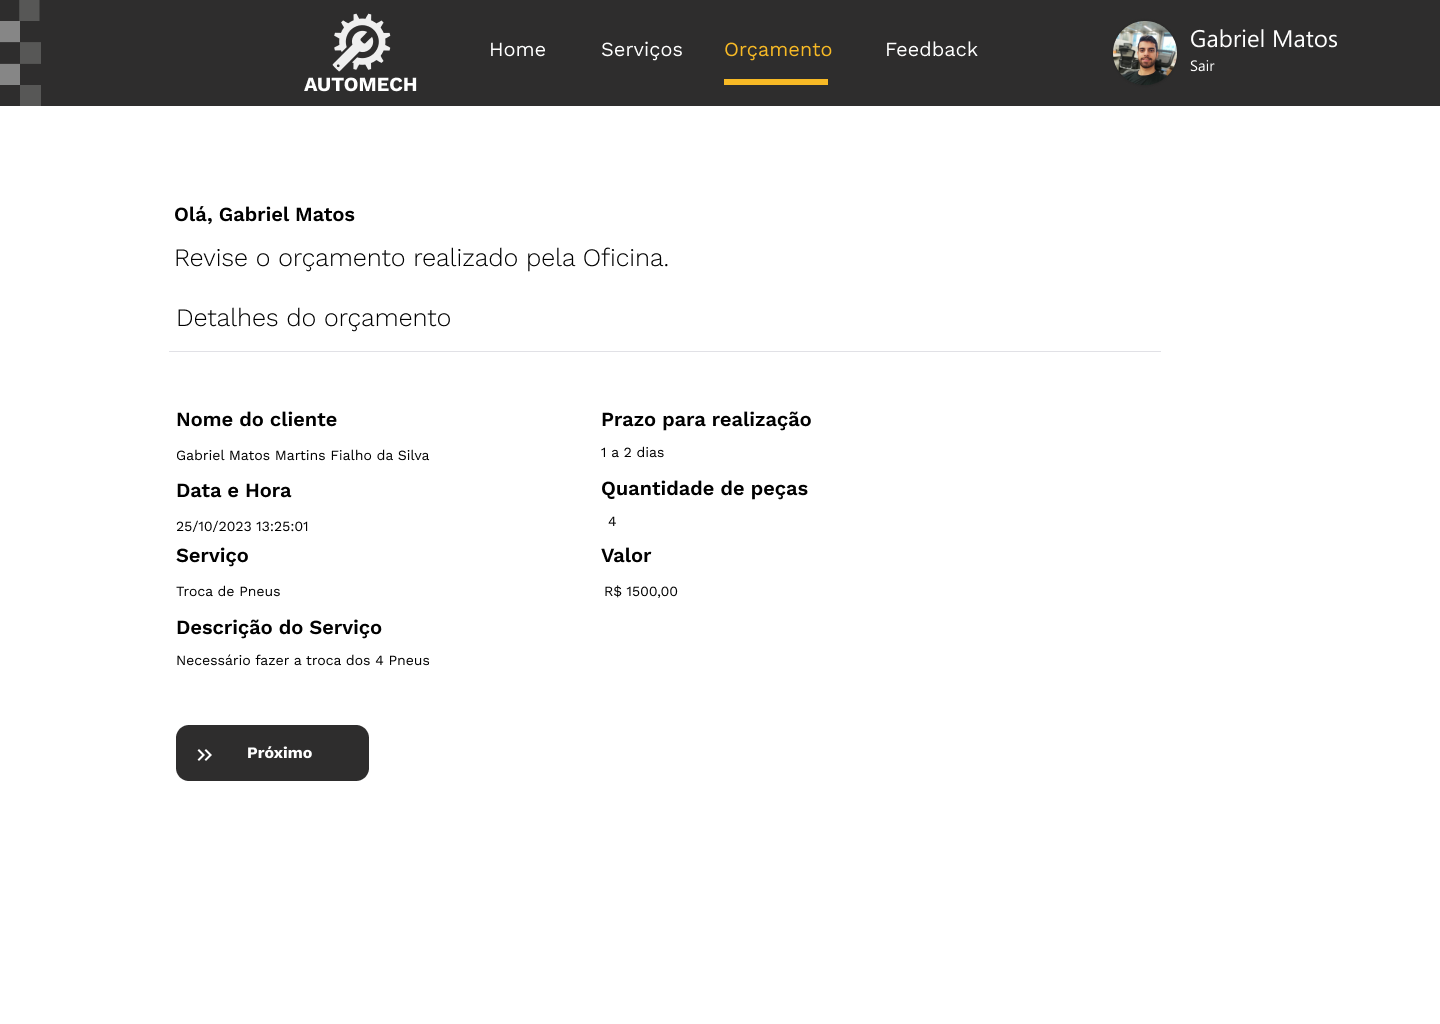 AUTOMECH
Home
Serviços
Orçamento
Feedback
Gabriel Matos
Sair
Olá, Gabriel Matos
Revise o orçamento realizado pela Oficina.
Detalhes do orçamento
Nome do cliente
Gabriel Matos Martins Fialho da Silva
Data e Hora
25/10/2023 13:25:01
Serviço
Troca de Pneus
Descrição do Serviço
Necessário fazer a troca dos 4 Pneus
Prazo para realização
1 a 2 dias
Quantidade de peças
4
Valor
R$ 1500,00
Próximo